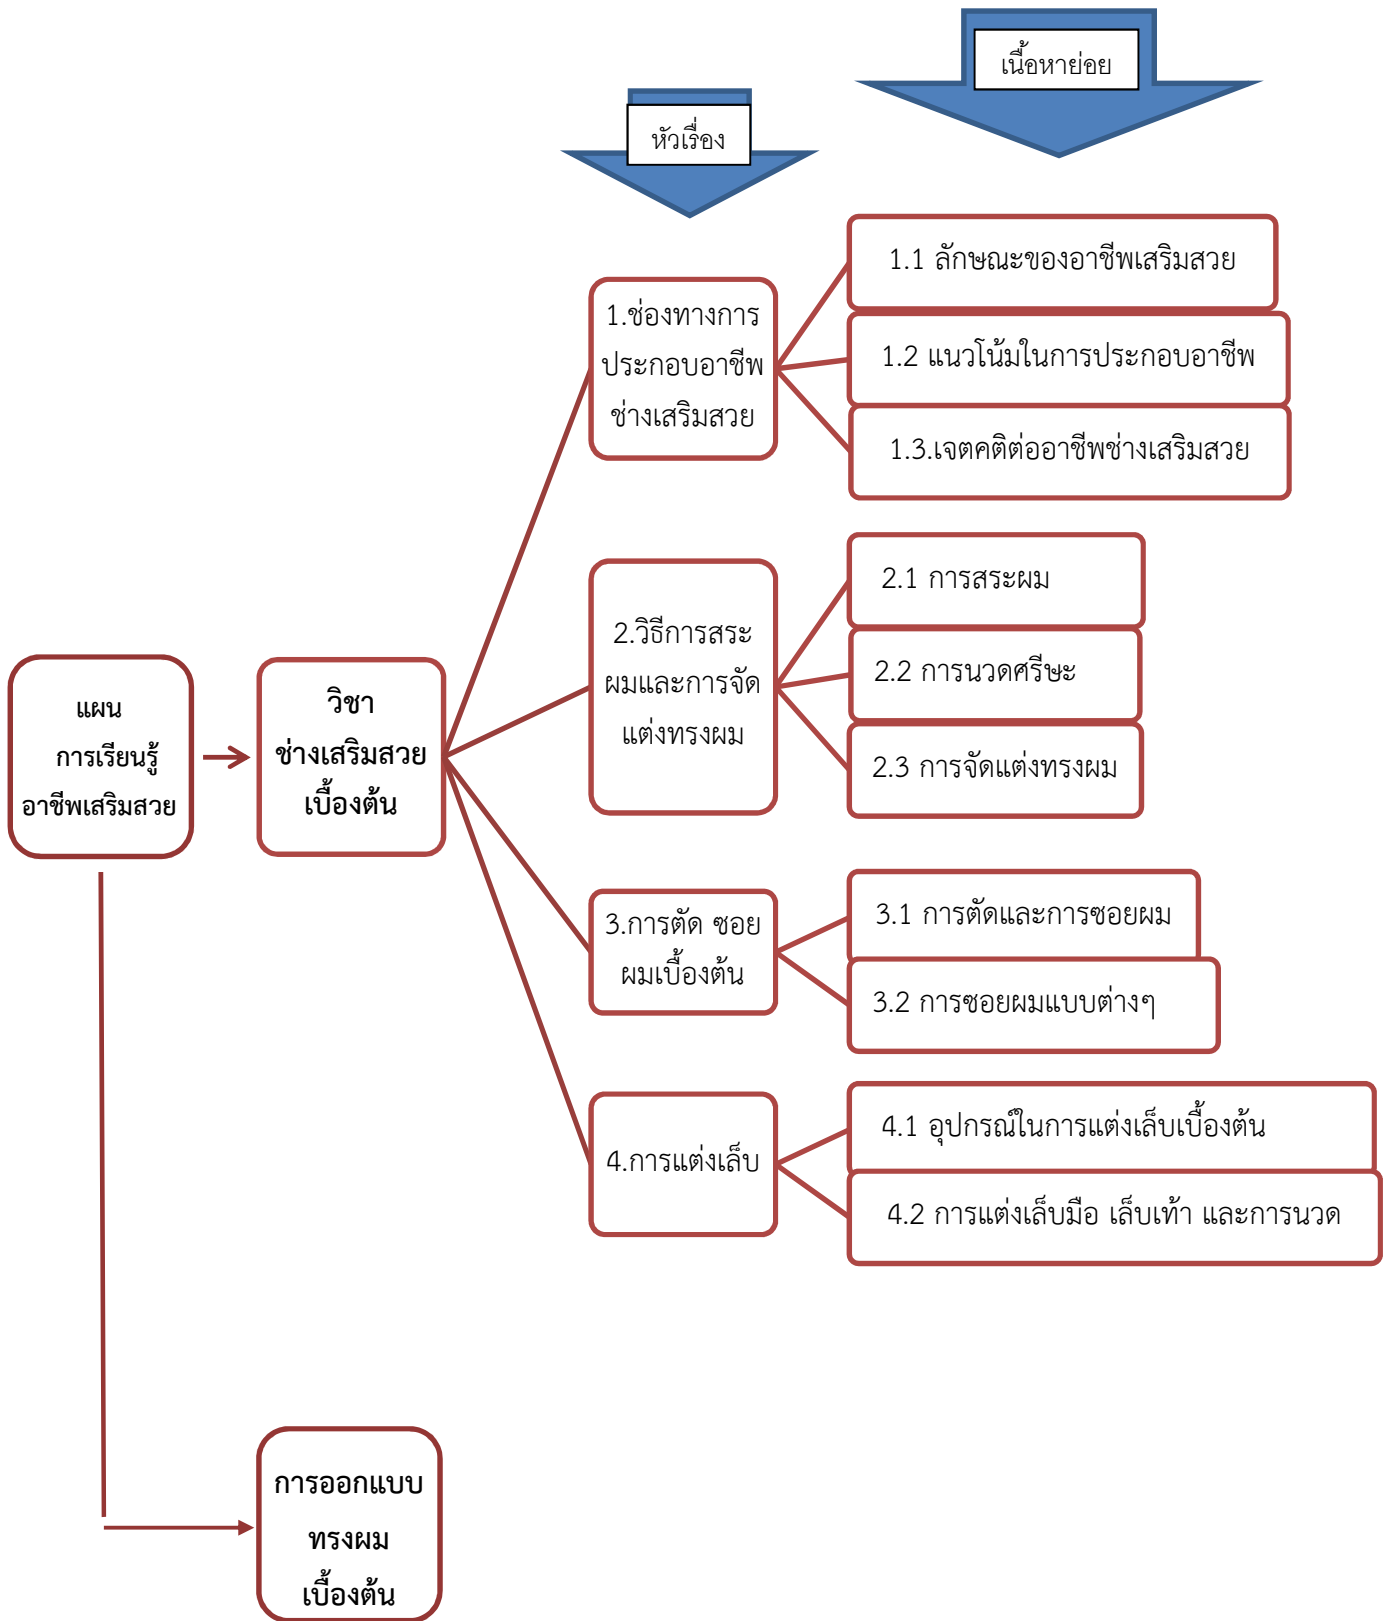 เนื้อหาย่อย
หัวเรื่อง
1.ช่องทางการ
ประกอบอาชีพ
ช่างเสริมสวย
1.1 ลักษณะของอาชีพเสริมสวย
1.2 แนวโน้มในการประกอบอาชีพ
1.3.เจตคติต่ออาชีพช่างเสริมสวย
2.วิธีการสระ
ผมและการจัด
แต่งทรงผม
2.1 การสระผม
2.2 การนวดศรีษะ
2.3 การจัดแต่งทรงผม
แผน
การเรียนรู้
อาชีพเสริมสวย
วิชา
ช่างเสริมสวย
เบื้องต้น
3.การตัด ซอย
ผมเบื้องต้น
3.1 การตัดและการซอยผม
3.2 การซอยผมแบบต่างๆ
4.การแต่งเล็บ
4.1 อุปกรณ์ในการแต่งเล็บเบื้องต้น
4.2 การแต่งเล็บมือ เล็บเท้า และการนวด
การออกแบบ
ทรงผม
เบื้องต้น